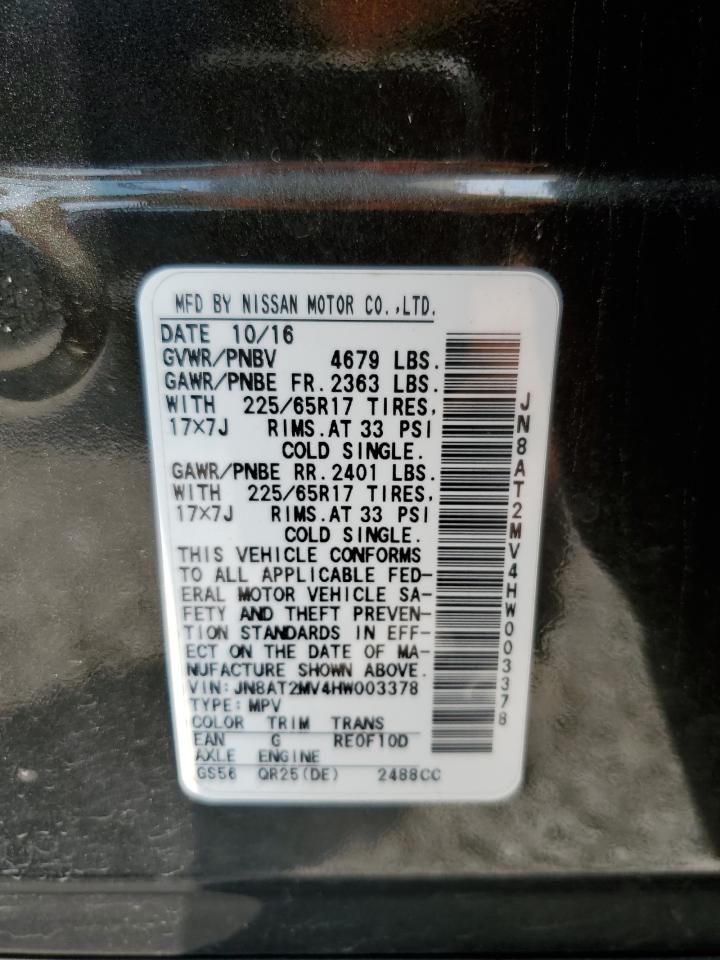 MFD BY NISSAN MOTOR CO.,LTD.
DATE 10/16
GVWR/PNBV 4679 LBS.
GAWR/PNBE FR. 2363 LBS.
WITH 225/65R17 TIRES,
17×7J RIMS.AT 33 PSI
COLD SINGLE.
GAWR/PNBE RR. 2401 LBS.
WITH 225/65R17 TIRES,
17×7J RIMS.AT 33 PSI
COLD SINGLE.
THIS VEHICLE CONFORMS
TO ALL APPLICABLE FED-
ERAL MOTOR VEHICLE SA-
FETY AND THEFT PREVEN-
TION STANDARDS IN EFF-
ECT ON THE DATE OF MA-
NUFACTURE SHOWN ABOVE.
VIN:JN8AT2MV4HW003378
TYPE:MPV
COLOR TRIM TRANS
EAN G RE0F10D
AXLE ENGINE
GS56 QR25(DE) 2488CC
JN8AT2MV4HW003378